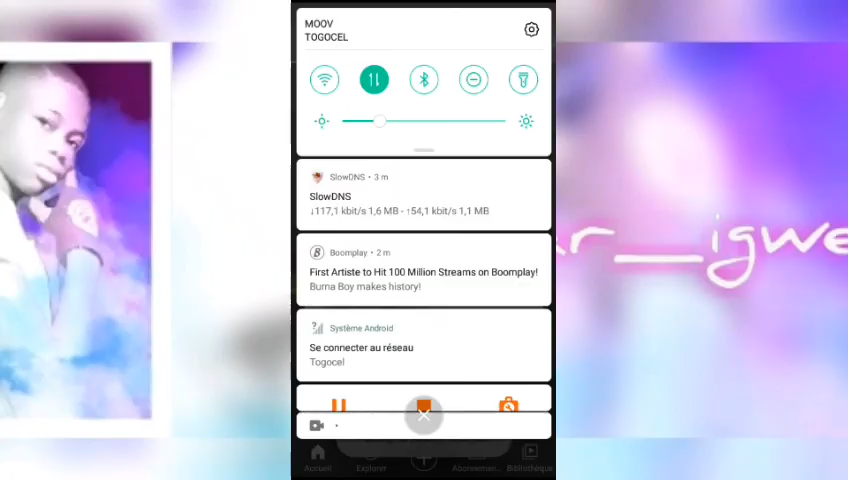 MOOV
TOGOCEL
SlowDNS • 3 m
SlowDNS
↓117,1 kbit/s 1,6 MB - ↑54,1 kbit/s 1,1 MB
Boomplay • 2 m
First Artiste to Hit 100 Million Streams on Boomplay!
Burna Boy makes history!
Système Android
Se connecter au réseau
Togocel
Accueil
Explorer
Abonnemen...
Bibliothèque
r__igwe